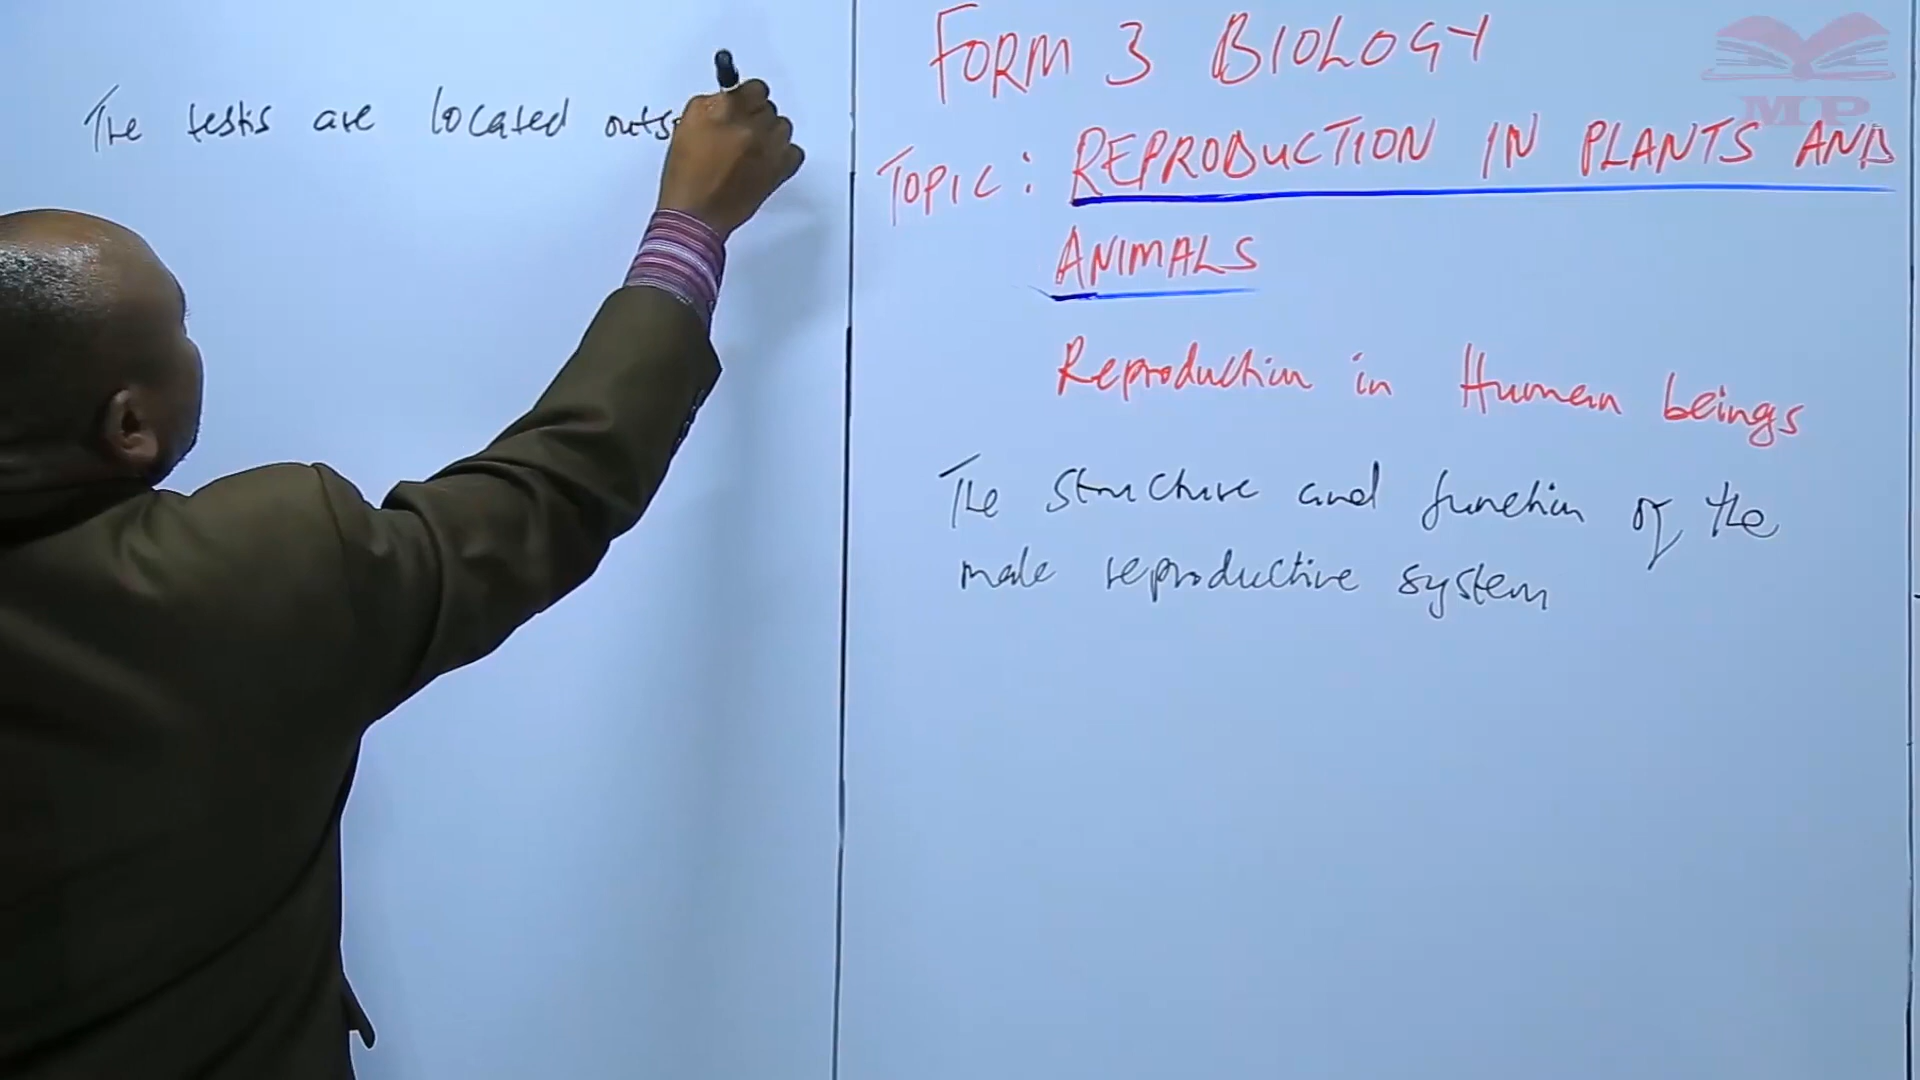 The testis are located outs
FORM 3 BIOLOGY
TOPIC: REPRODUCTION IN PLANTS AND
ANIMALS
Reproduction in Human beings
The structure and function of the
male reproductive system
MP